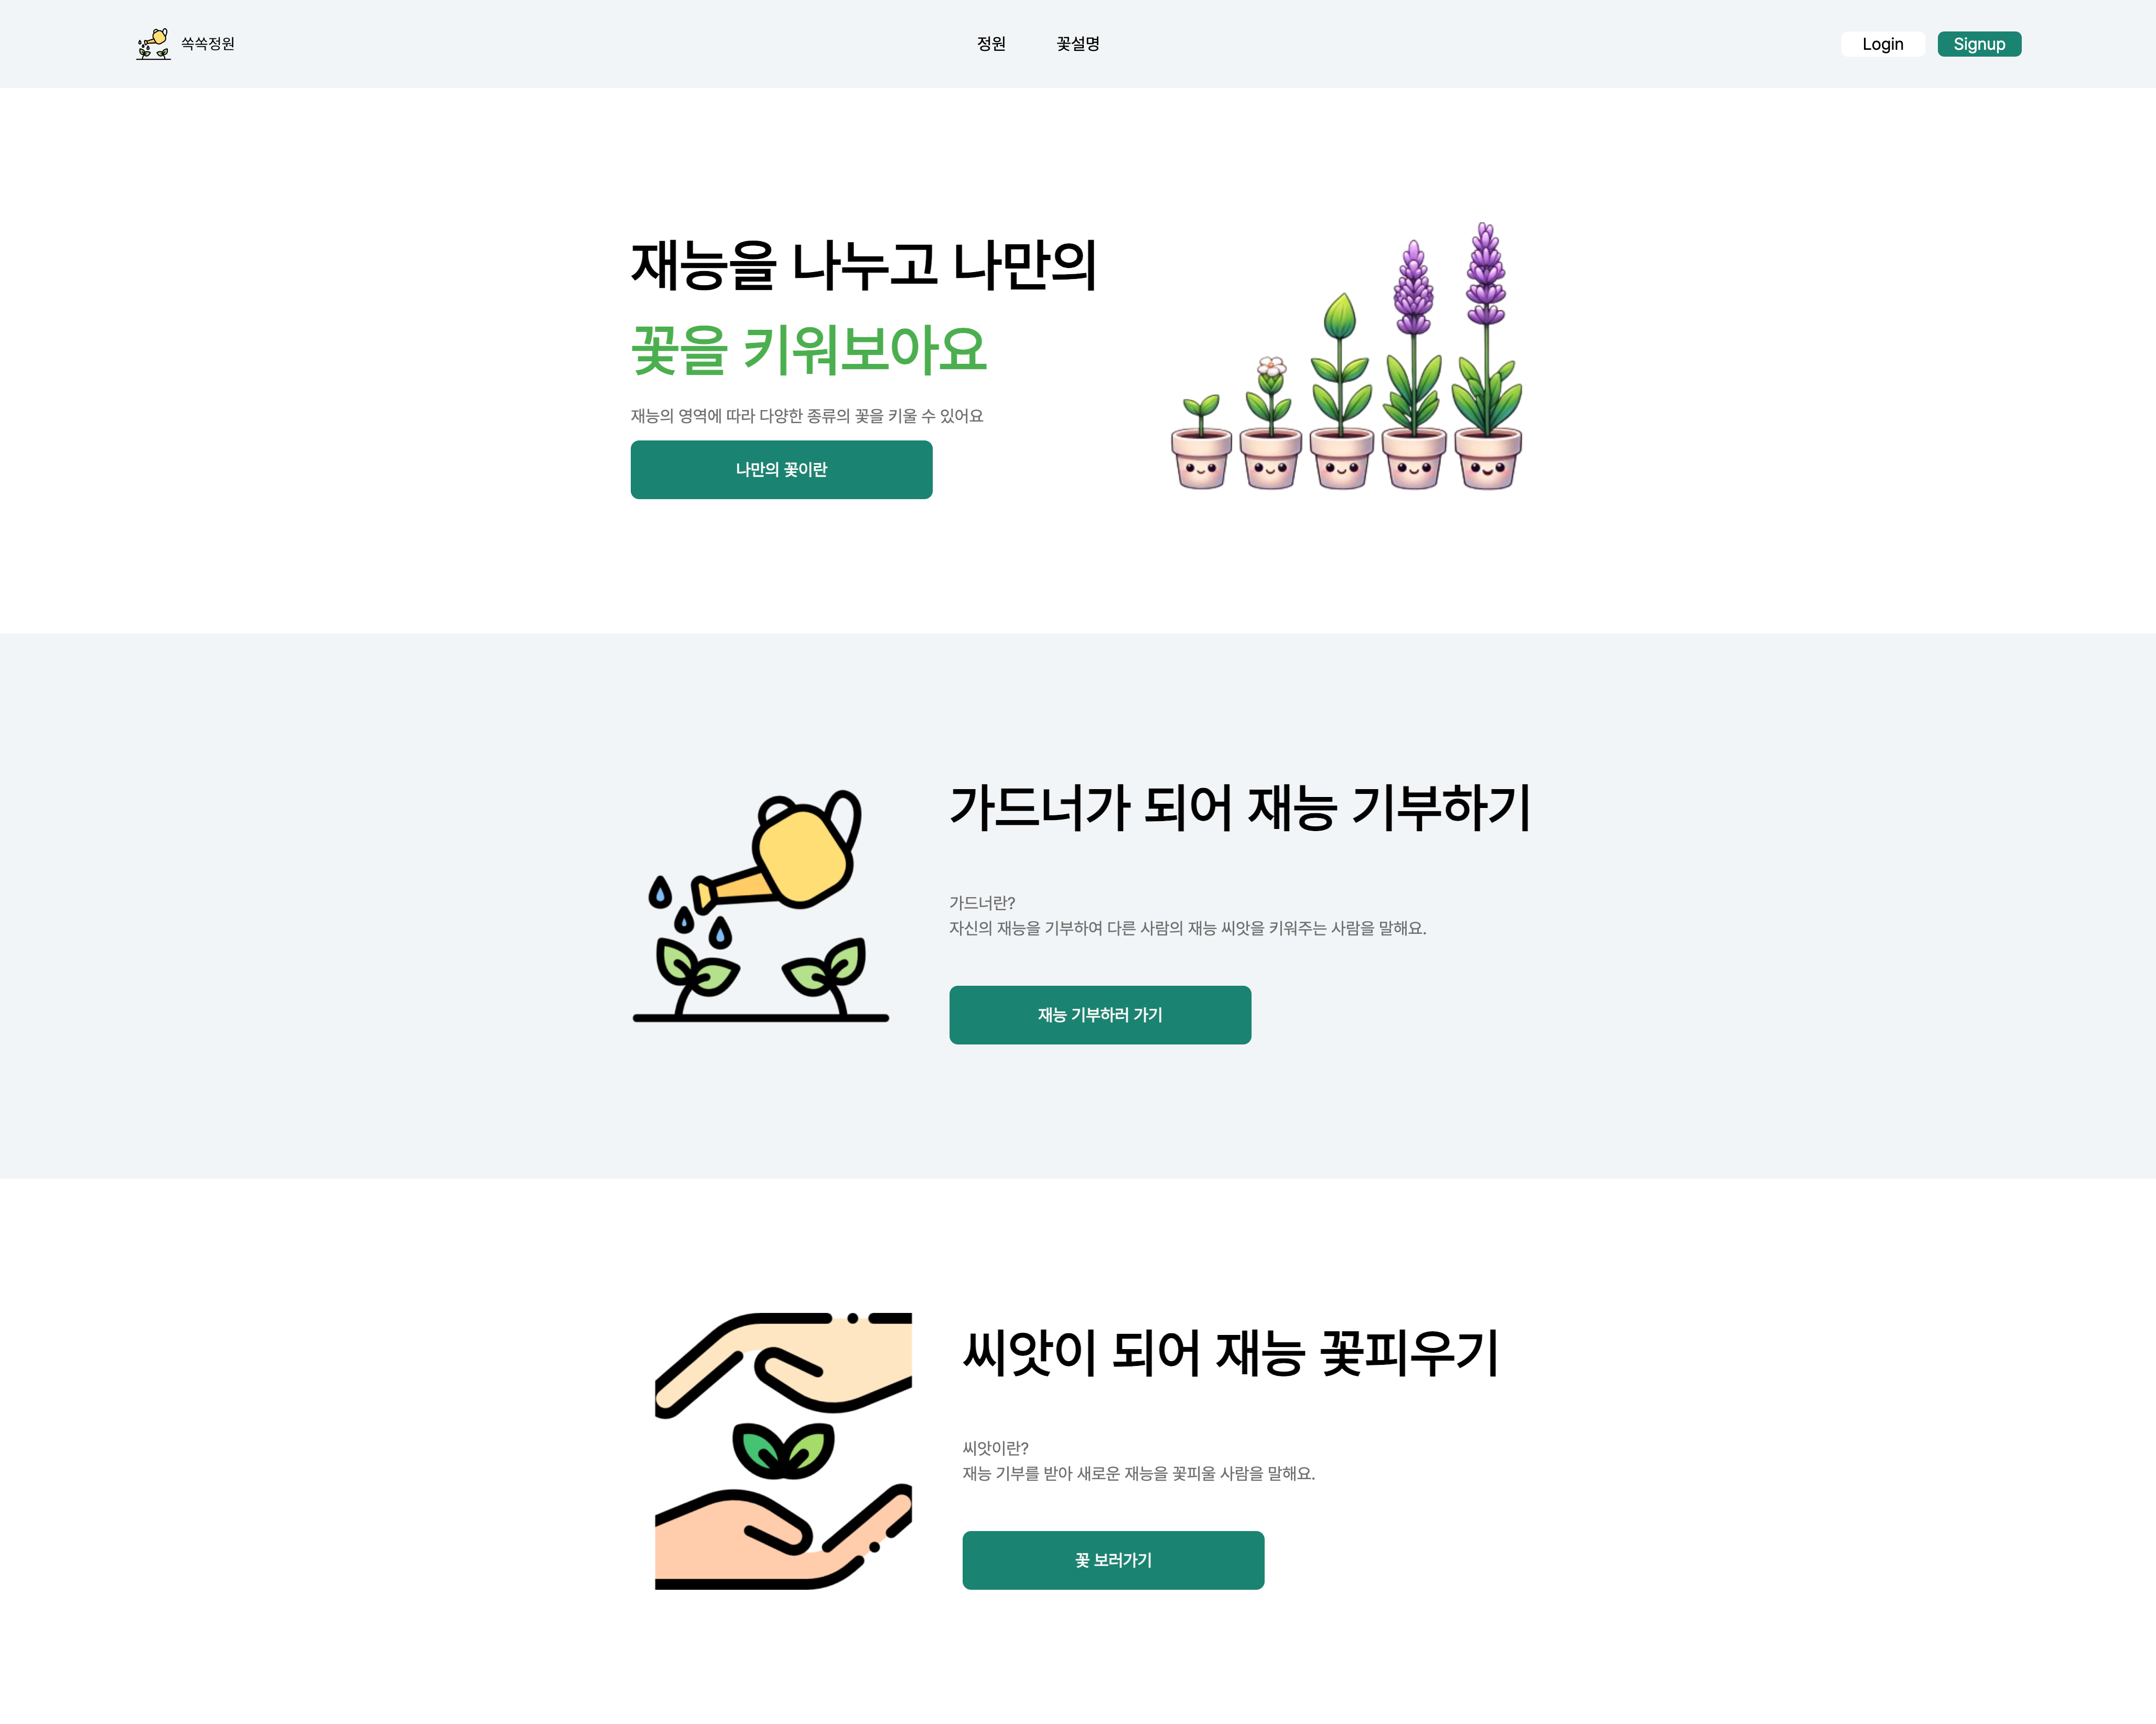 쏙쏙정원
정원
꽃설명
Login
Signup
재능을 나누고 나만의
꽃을 키워보아요
재능의 영역에 따라 다양한 종류의 꽃을 키울 수 있어요
나만의 꽃이란
가드너가 되어 재능 기부하기
가드너란?
자신의 재능을 기부하여 다른 사람의 재능 씨앗을 키워주는 사람을 말해요.
재능 기부하러 가기
씨앗이 되어 재능 꽃피우기
씨앗이란?
재능 기부를 받아 새로운 재능을 꽃피울 사람을 말해요.
꽃 보러가기